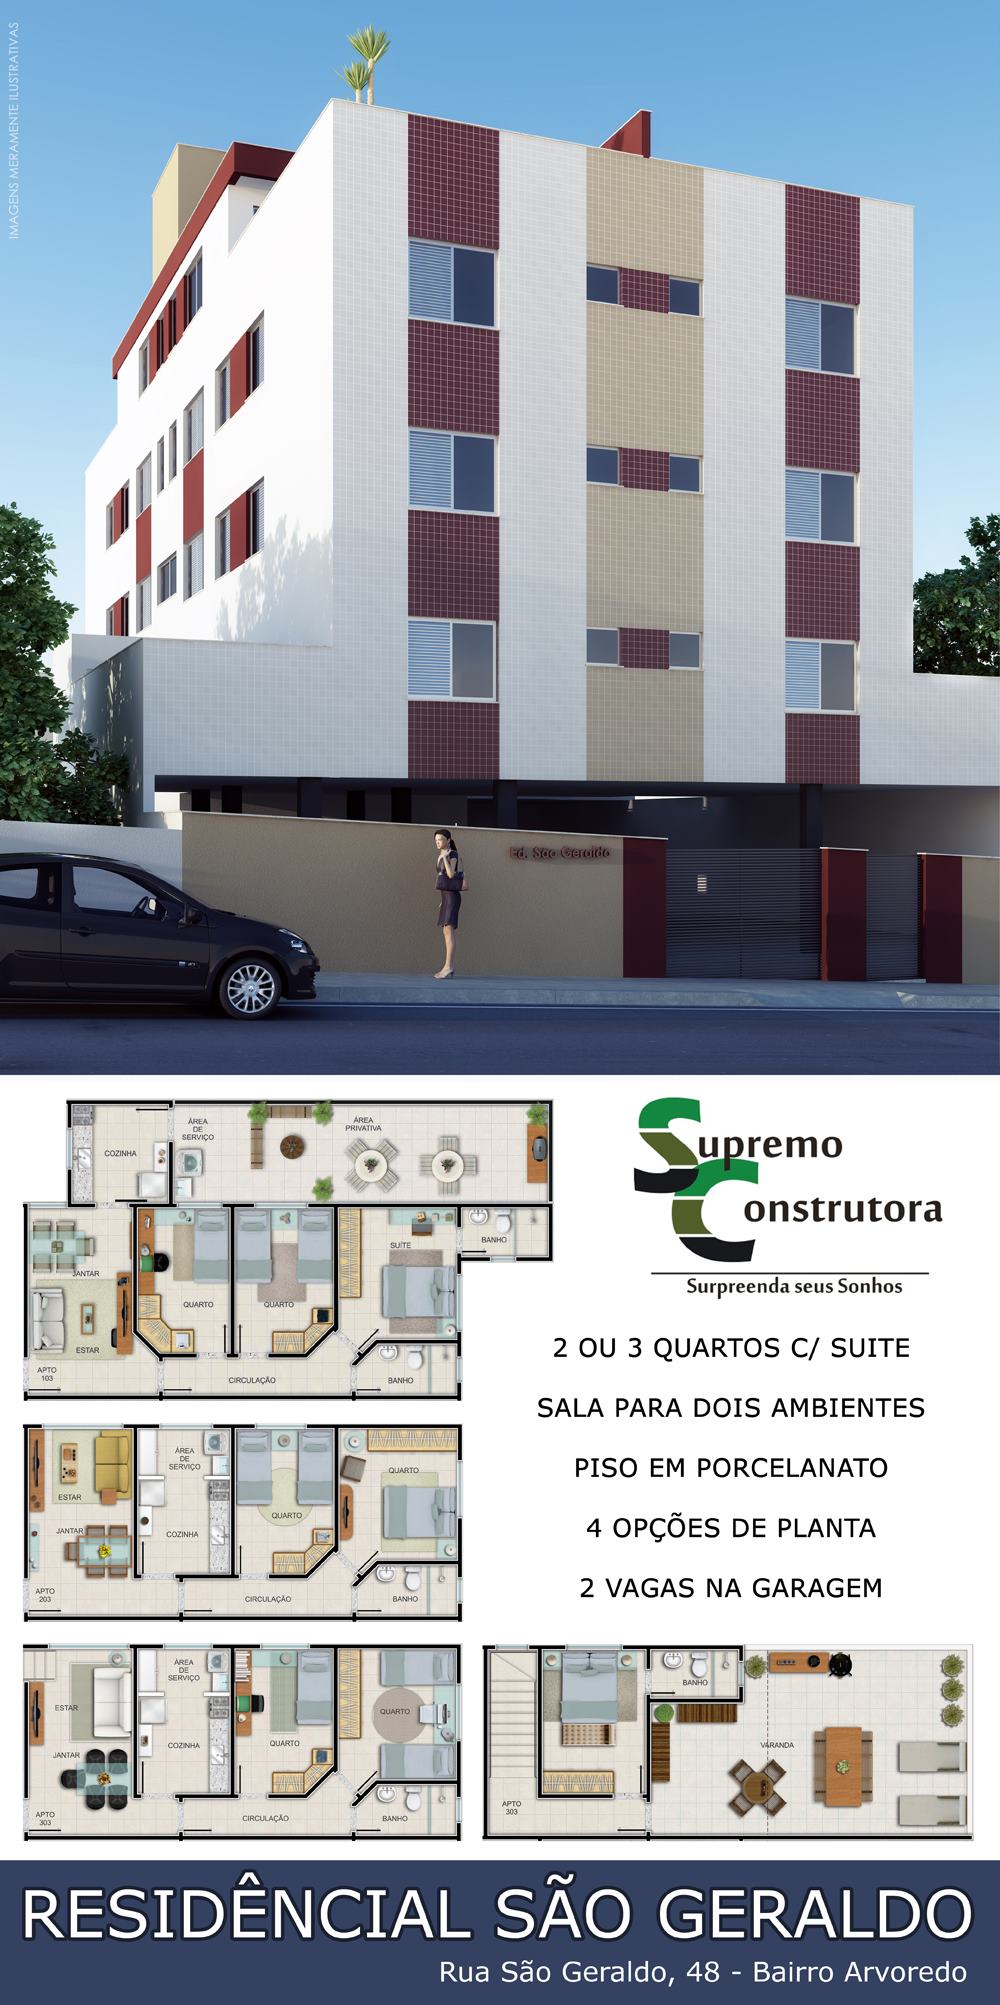 IMAGENS MERAMENTE ILUSTRATIVAS
Ed. São Geraldo
COZINHA
ÁREA
DE
SERVIÇO
ÁREA
PRIVATIVA
JANTAR
ESTAR
QUARTO
QUARTO
SUÍTE
BANHO
APTO
103
CIRCULAÇÃO
BANHO
Supremo
Construtora
Surpreenda seus Sonhos
2 OU 3 QUARTOS C/ SUITE
SALA PARA DOIS AMBIENTES
PISO EM PORCELANATO
4 OPÇÕES DE PLANTA
2 VAGAS NA GARAGEM
ESTAR
JANTAR
ÁREA
DE
SERVIÇO
COZINHA
QUARTO
QUARTO
APTO
203
CIRCULAÇÃO
BANHO
ESTAR
JANTAR
ÁREA
DE
SERVIÇO
COZINHA
QUARTO
QUARTO
APTO
303
CIRCULAÇÃO
BANHO
BANHO
VARANDA
APTO
303
RESIDÊNCIAL SÃO GERALDO
Rua São Geraldo, 48 - Bairro Arvoredo